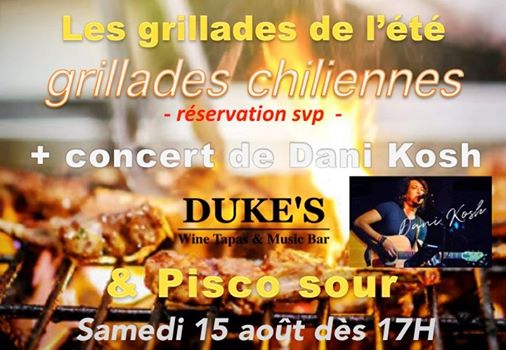 Les grillades de l'été
grillades chiliennes
- réservation svp -
+ concert de Dani Kosh
DUKE'S
Wine Tapas & Music Bar
Dani Kosh
& Pisco sour
Samedi 15 août dès 17H